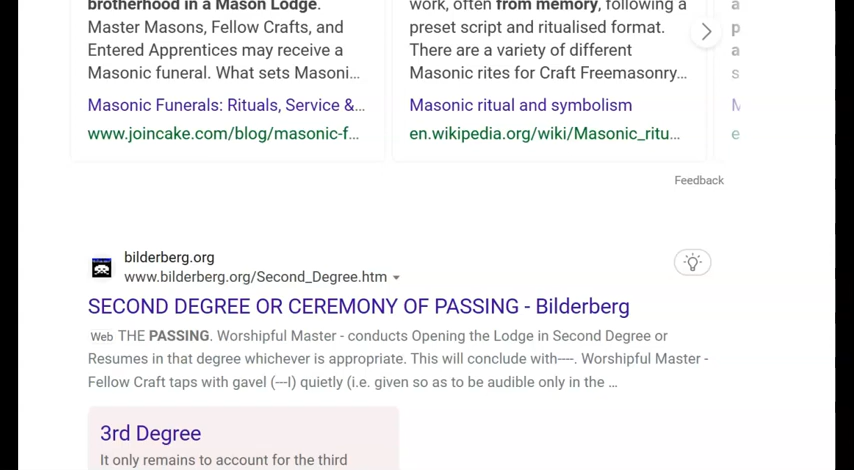 brotherhood in a Mason Lodge.
Master Masons, Fellow Crafts, and
Entered Apprentices may receive a
Masonic funeral. What sets Masoni...
Masonic Funerals: Rituals, Service &...
www.joincake.com/blog/masonic-f...
work, often from memory, following a
preset script and ritualised format.
There are a variety of different
Masonic rites for Craft Freemasonry...
Masonic ritual and symbolism
en.wikipedia.org/wiki/Masonic_ritu...
a
p
a
s
M
e
Feedback
bilderberg.org
www.bilderberg.org/Second_Degree.htm
SECOND DEGREE OR CEREMONY OF PASSING - Bilderberg
Web THE PASSING. Worshipful Master - conducts Opening the Lodge in Second Degree or
Resumes in that degree whichever is appropriate. This will conclude with----. Worshipful Master -
Fellow Craft taps with gavel (---I) quietly (i.e. given so as to be audible only in the ...
3rd Degree
It only remains to account for the third